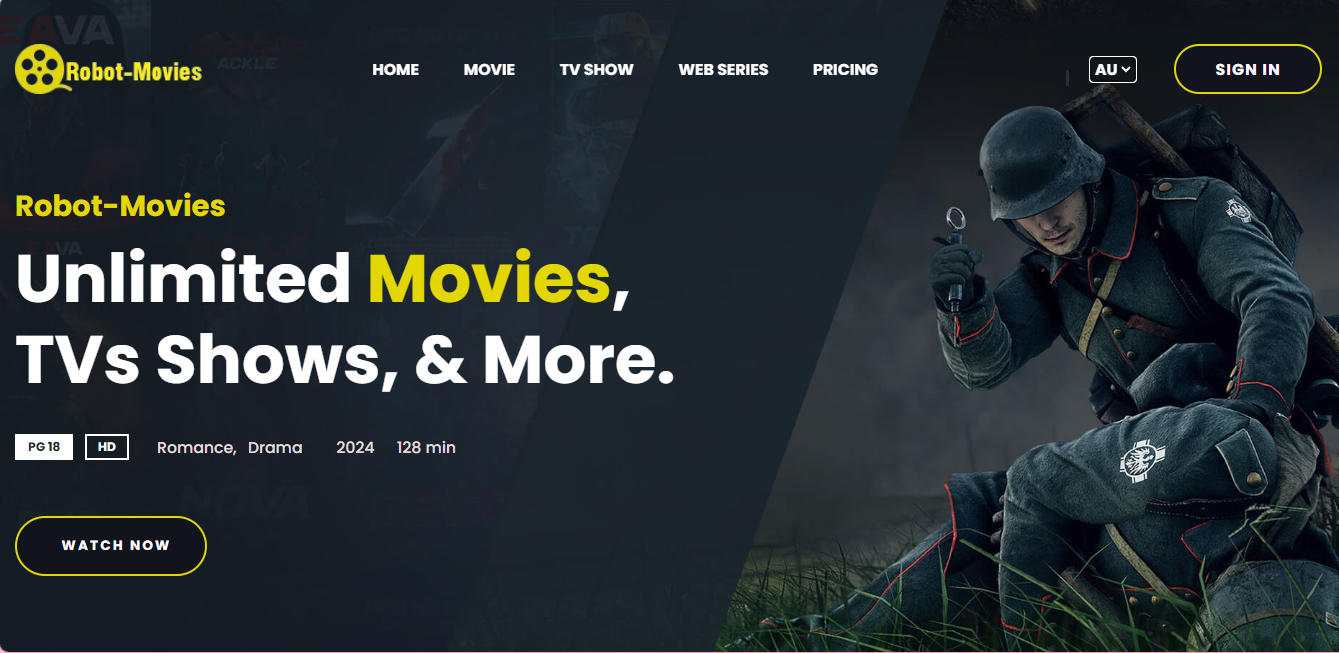 Robot-Movies
HOME MOVIE TV SHOW WEB SERIES PRICING
AU
SIGN IN
Robot-Movies
Unlimited Movies,
TVs Shows, & More.
PG 18 HD Romance, Drama 2024 128 min
WATCH NOW